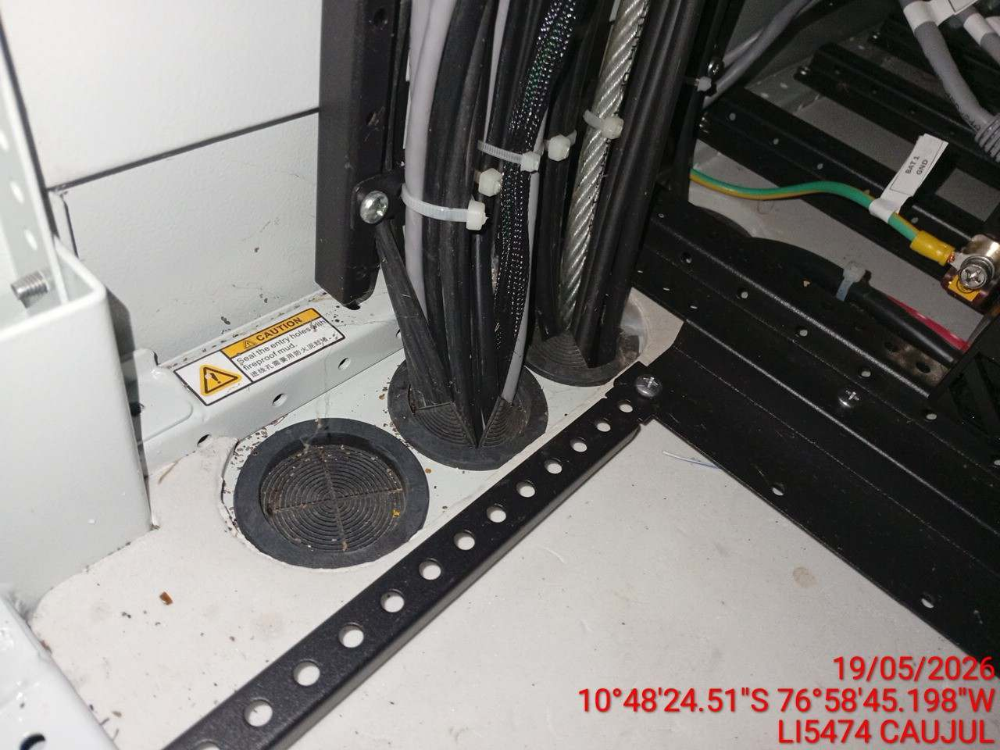 BAT 1
GND
CAUTION
Seal the entry holes with
fireproof mud.
进线孔需要用防火泥封堵。
19/05/2026
10°48'24.51"S 76°58'45.198"W
LI5474 CAUJUL